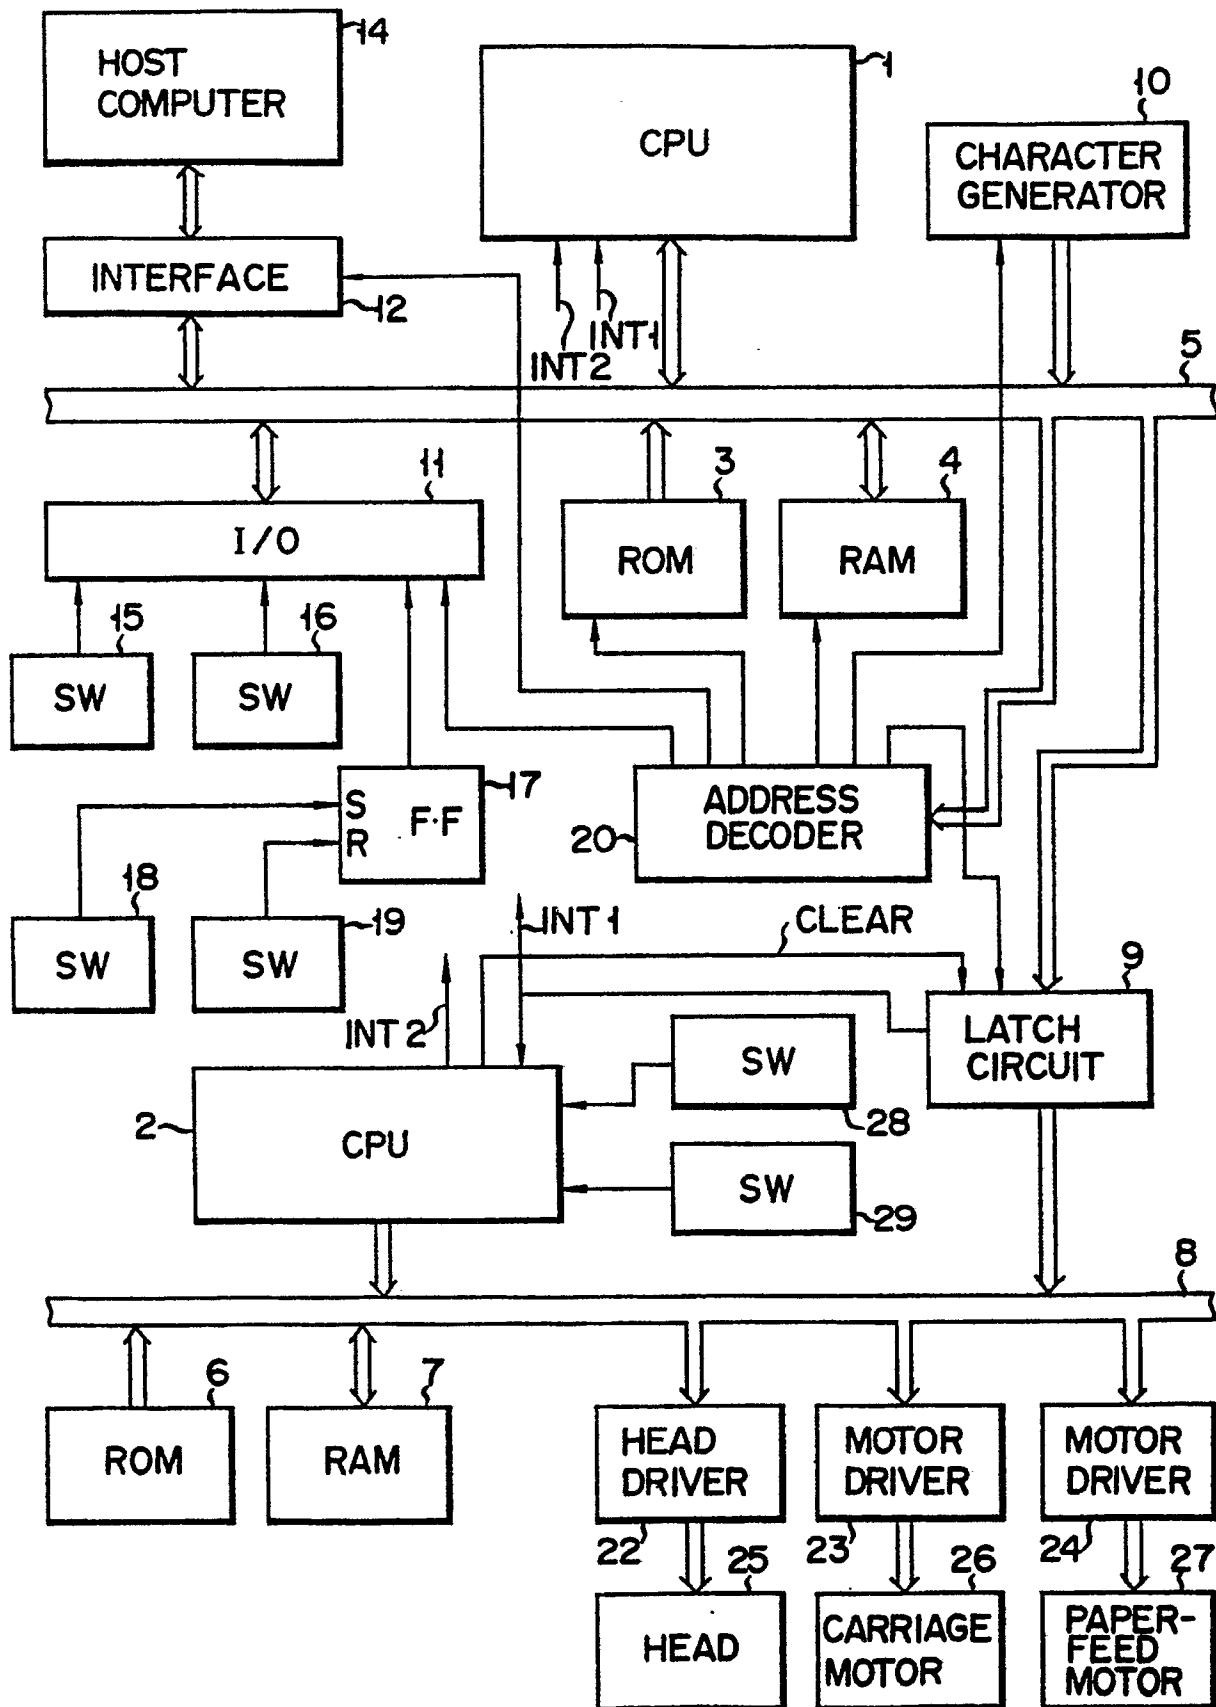 14
HOST
COMPUTER
1
CPU
10
CHARACTER
GENERATOR
INTERFACE
12
INT1
INT2
5
11
I/O
3
ROM
4
RAM
15
SW
16
SW
17
S
R
F·F
ADDRESS
DECODER
20
18
SW
19
SW
INT1
CLEAR
INT2
9
LATCH
CIRCUIT
2
CPU
SW
28
SW
29
8
6
ROM
7
RAM
HEAD
DRIVER
22
MOTOR
DRIVER
23
MOTOR
DRIVER
24
25
HEAD
26
CARRIAGE
MOTOR
27
PAPER-
FEED
MOTOR